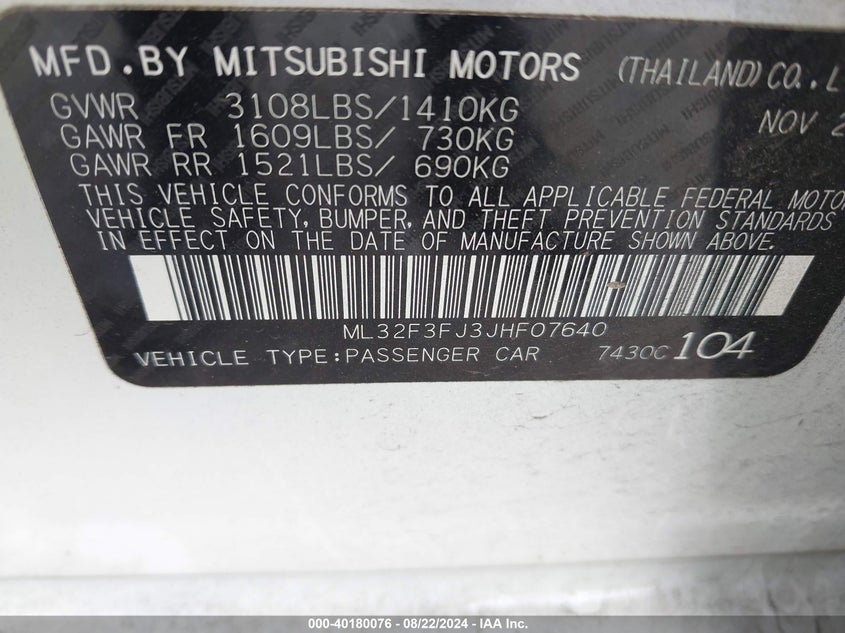 MFD.BY MITSUBISHI MOTORS (THAILAND)CO.,L
GVWR 3108LBS/1410KG NOV 2
GAWR FR 1609LBS/ 730KG
GAWR RR 1521LBS/ 690KG
THIS VEHICLE CONFORMS TO ALL APPLICABLE FEDERAL MOTO
VEHICLE SAFETY, BUMPER, AND THEFT PREVENTION STANDARDS
IN EFFECT ON THE DATE OF MANUFACTURE SHOWN ABOVE.
ML32F3FJ3JHF07640
VEHICLE TYPE:PASSENGER CAR 7430C 104
000-40180076 - 08/22/2024 - IAA Inc.